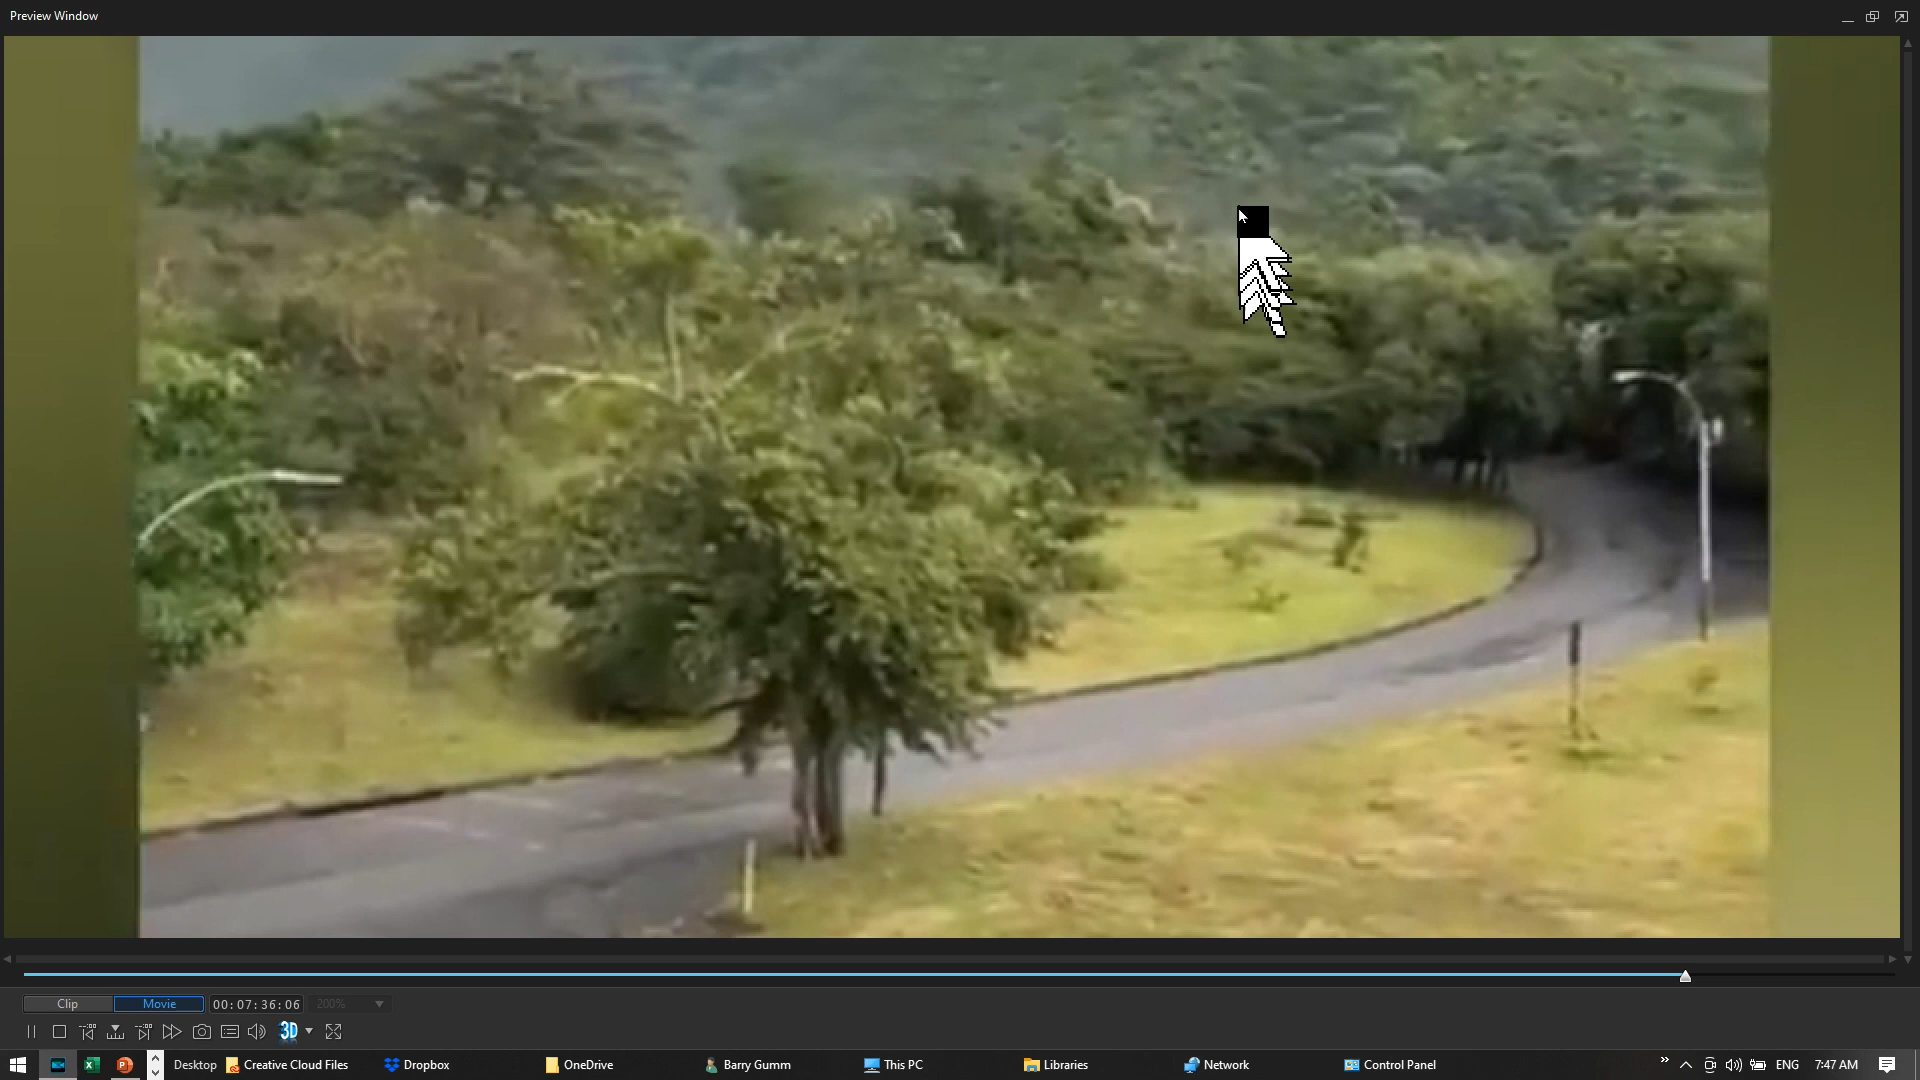 Preview Window
Clip
Movie
00:07:36:06
200%
3D
Desktop
Creative Cloud Files
Dropbox
OneDrive
Barry Gumm
This PC
Libraries
Network
Control Panel
ENG
7:47 AM